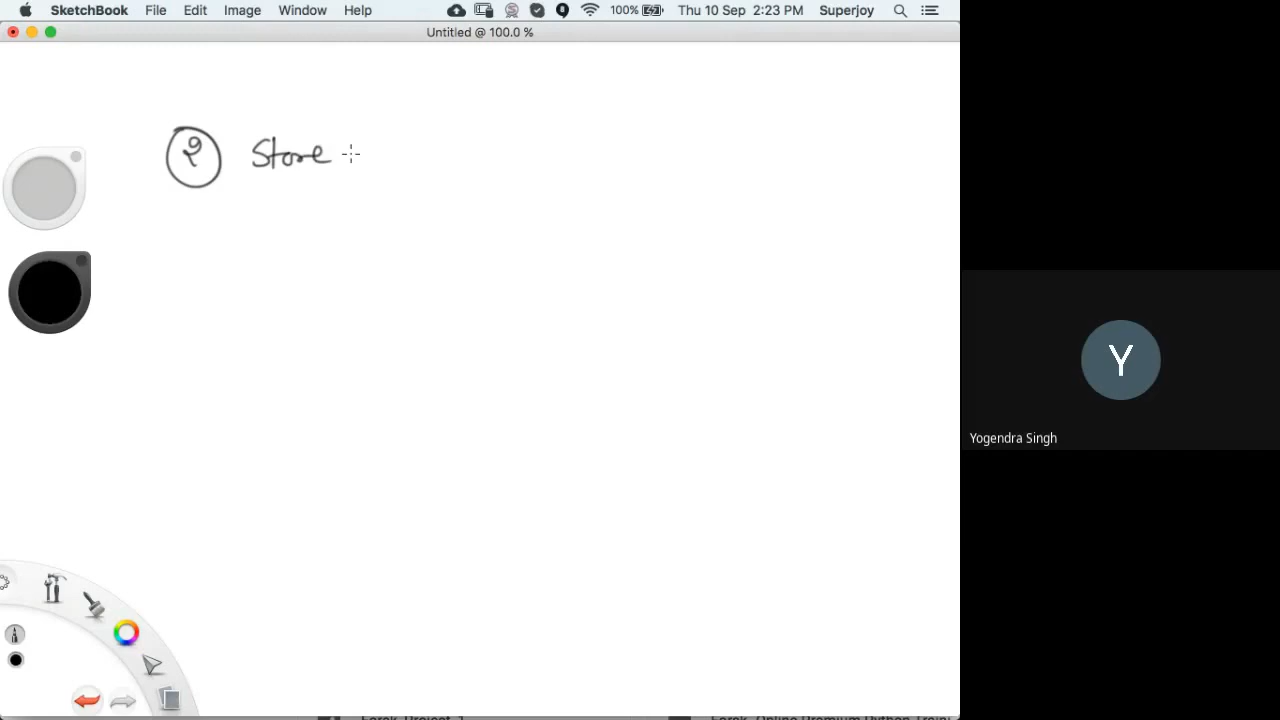 SketchBook File Edit Image Window Help 100% Thu 10 Sep 2:23 PM Superjoy
Untitled @ 100.0 %
२ Store
Y
Yogendra Singh